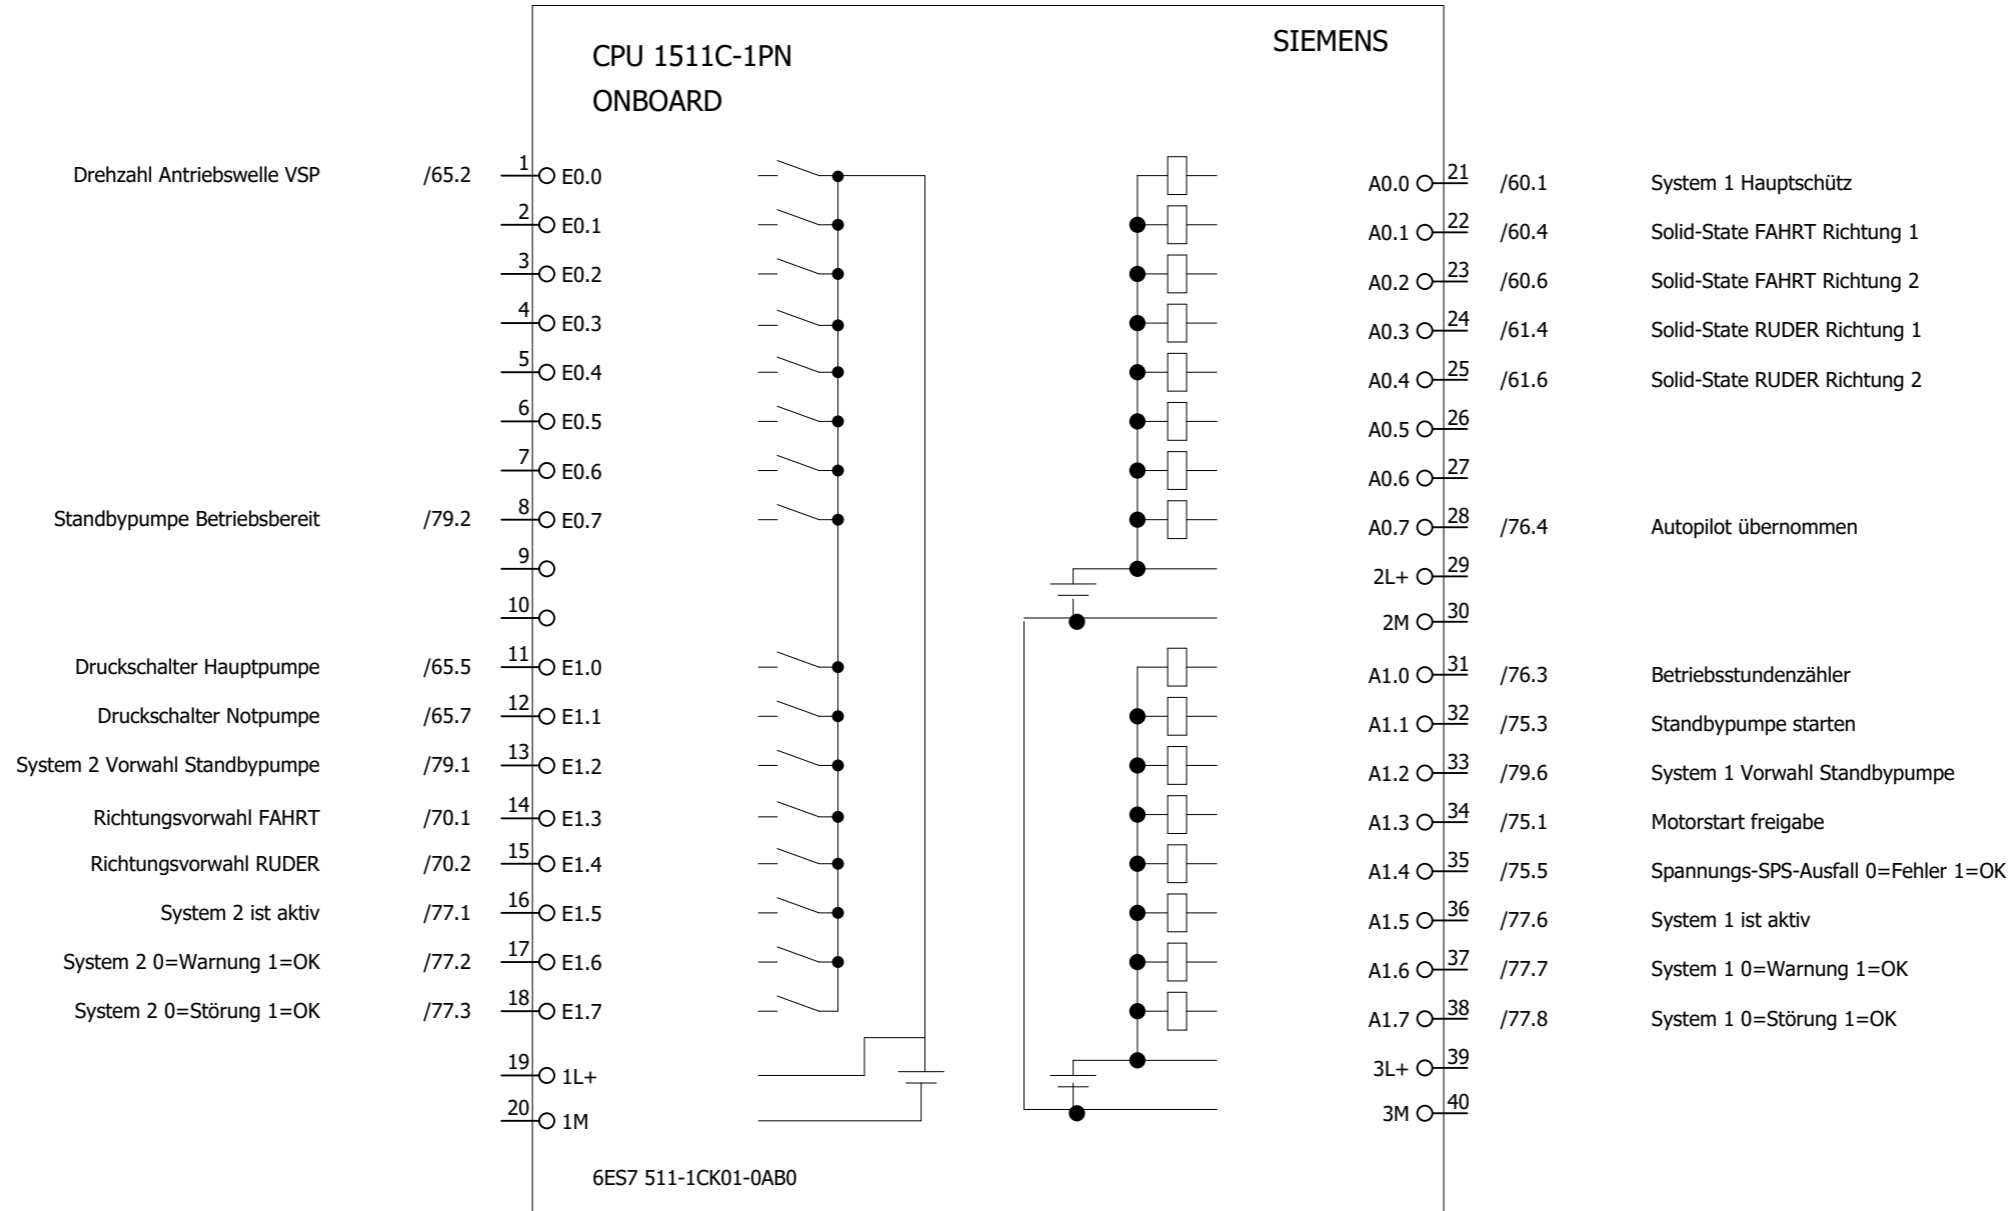 CPU 1511C-1PN
SIEMENS
ONBOARD
Drehzahl Antriebswelle VSP /65.2 1 E0.0
2 E0.1
3 E0.2
4 E0.3
5 E0.4
6 E0.5
7 E0.6
Standbypumpe Betriebsbereit /79.2 8 E0.7
9
10
Druckschalter Hauptpumpe /65.5 11 E1.0
Druckschalter Notpumpe /65.7 12 E1.1
System 2 Vorwahl Standbypumpe /79.1 13 E1.2
Richtungsvorwahl FAHRT /70.1 14 E1.3
Richtungsvorwahl RUDER /70.2 15 E1.4
System 2 ist aktiv /77.1 16 E1.5
System 2 0=Warnung 1=OK /77.2 17 E1.6
System 2 0=Störung 1=OK /77.3 18 E1.7
19 1L+
20 1M
A0.0 21 /60.1 System 1 Hauptschütz
A0.1 22 /60.4 Solid-State FAHRT Richtung 1
A0.2 23 /60.6 Solid-State FAHRT Richtung 2
A0.3 24 /61.4 Solid-State RUDER Richtung 1
A0.4 25 /61.6 Solid-State RUDER Richtung 2
A0.5 26
A0.6 27
A0.7 28 /76.4 Autopilot übernommen
2L+ 29
2M 30
A1.0 31 /76.3 Betriebsstundenzähler
A1.1 32 /75.3 Standbypumpe starten
A1.2 33 /79.6 System 1 Vorwahl Standbypumpe
A1.3 34 /75.1 Motorstart freigabe
A1.4 35 /75.5 Spannungs-SPS-Ausfall 0=Fehler 1=OK
A1.5 36 /77.6 System 1 ist aktiv
A1.6 37 /77.7 System 1 0=Warnung 1=OK
A1.7 38 /77.8 System 1 0=Störung 1=OK
3L+ 39
3M 40
6ES7 511-1CK01-0AB0